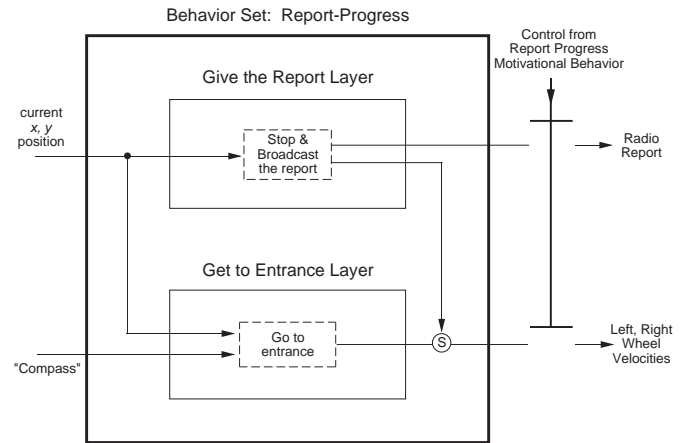 Behavior Set: Report-Progress
Control from
Report Progress
Motivational Behavior
Give the Report Layer
current
x, y
position
Stop &
Broadcast
the report
Radio
Report
Get to Entrance Layer
Go to
entrance
S
"Compass"
Left, Right
Wheel
Velocities